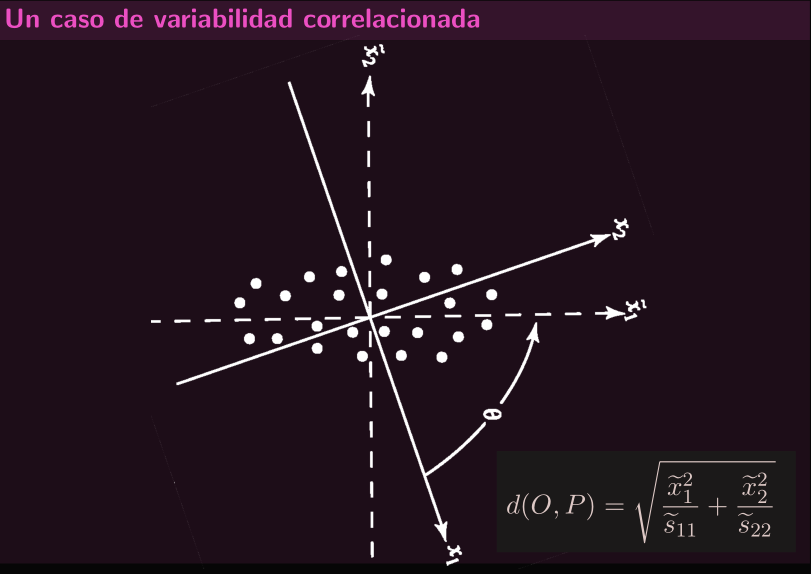 Un caso de variabilidad correlacionada
x̃₂
x₂
x̃₁
θ
x₁
d(O, P) = √(x̃₁²/s̃₁₁ + x̃₂²/s̃₂₂)